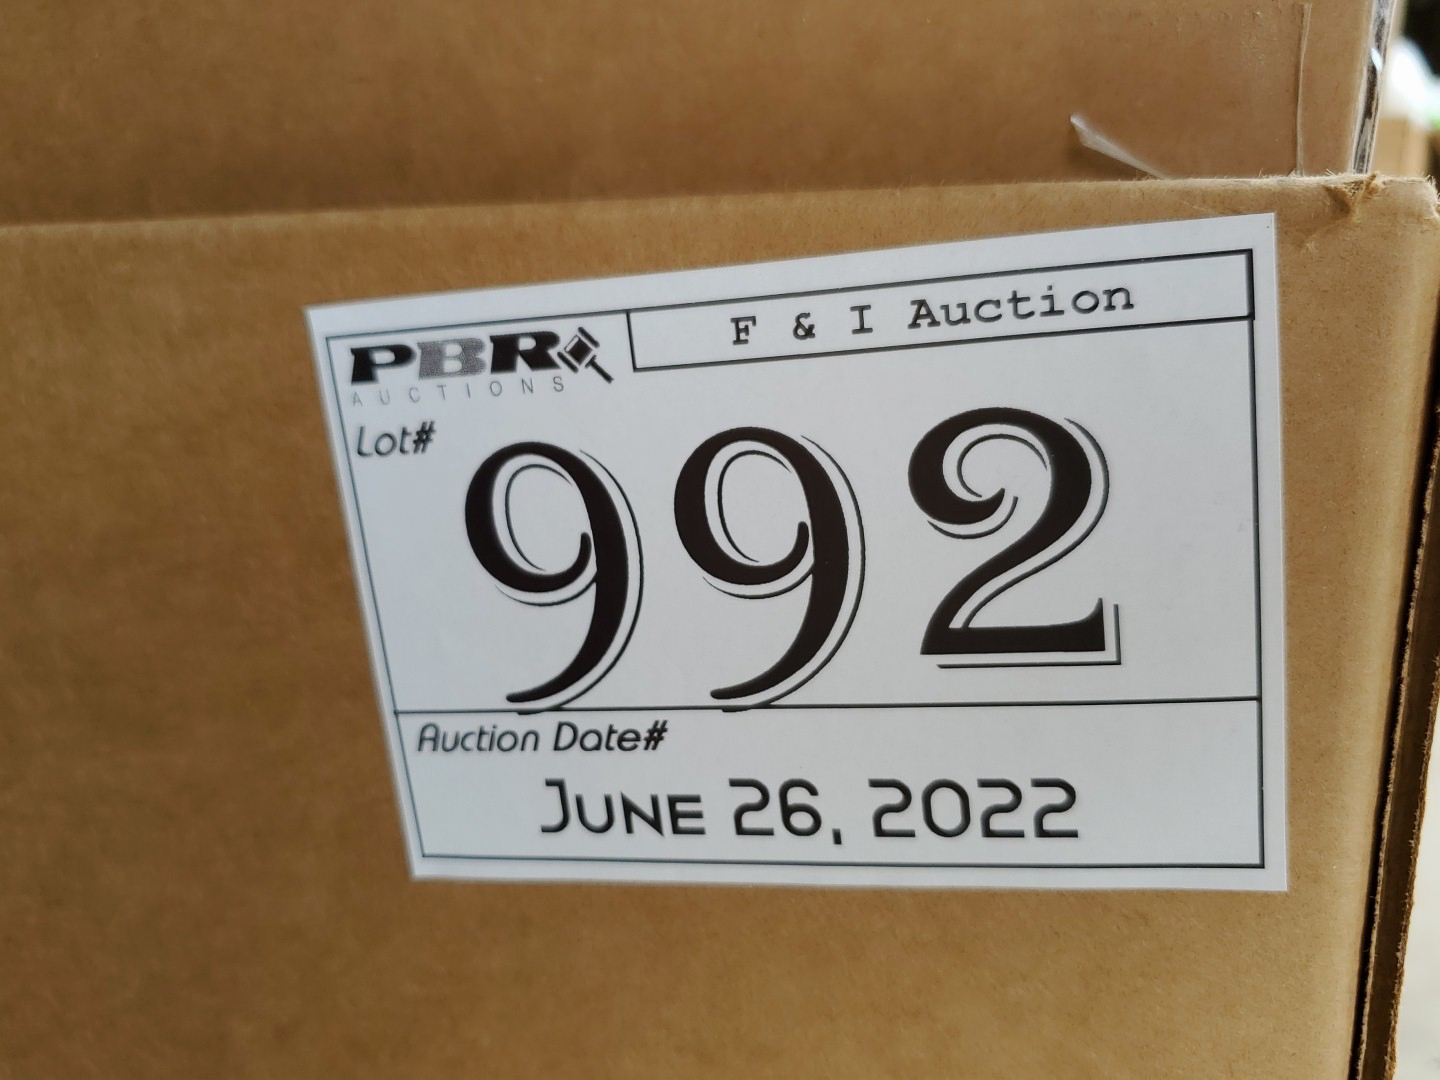 PBR
AUCTIONS
F & I Auction
Lot#
992
Auction Date#
June 26, 2022